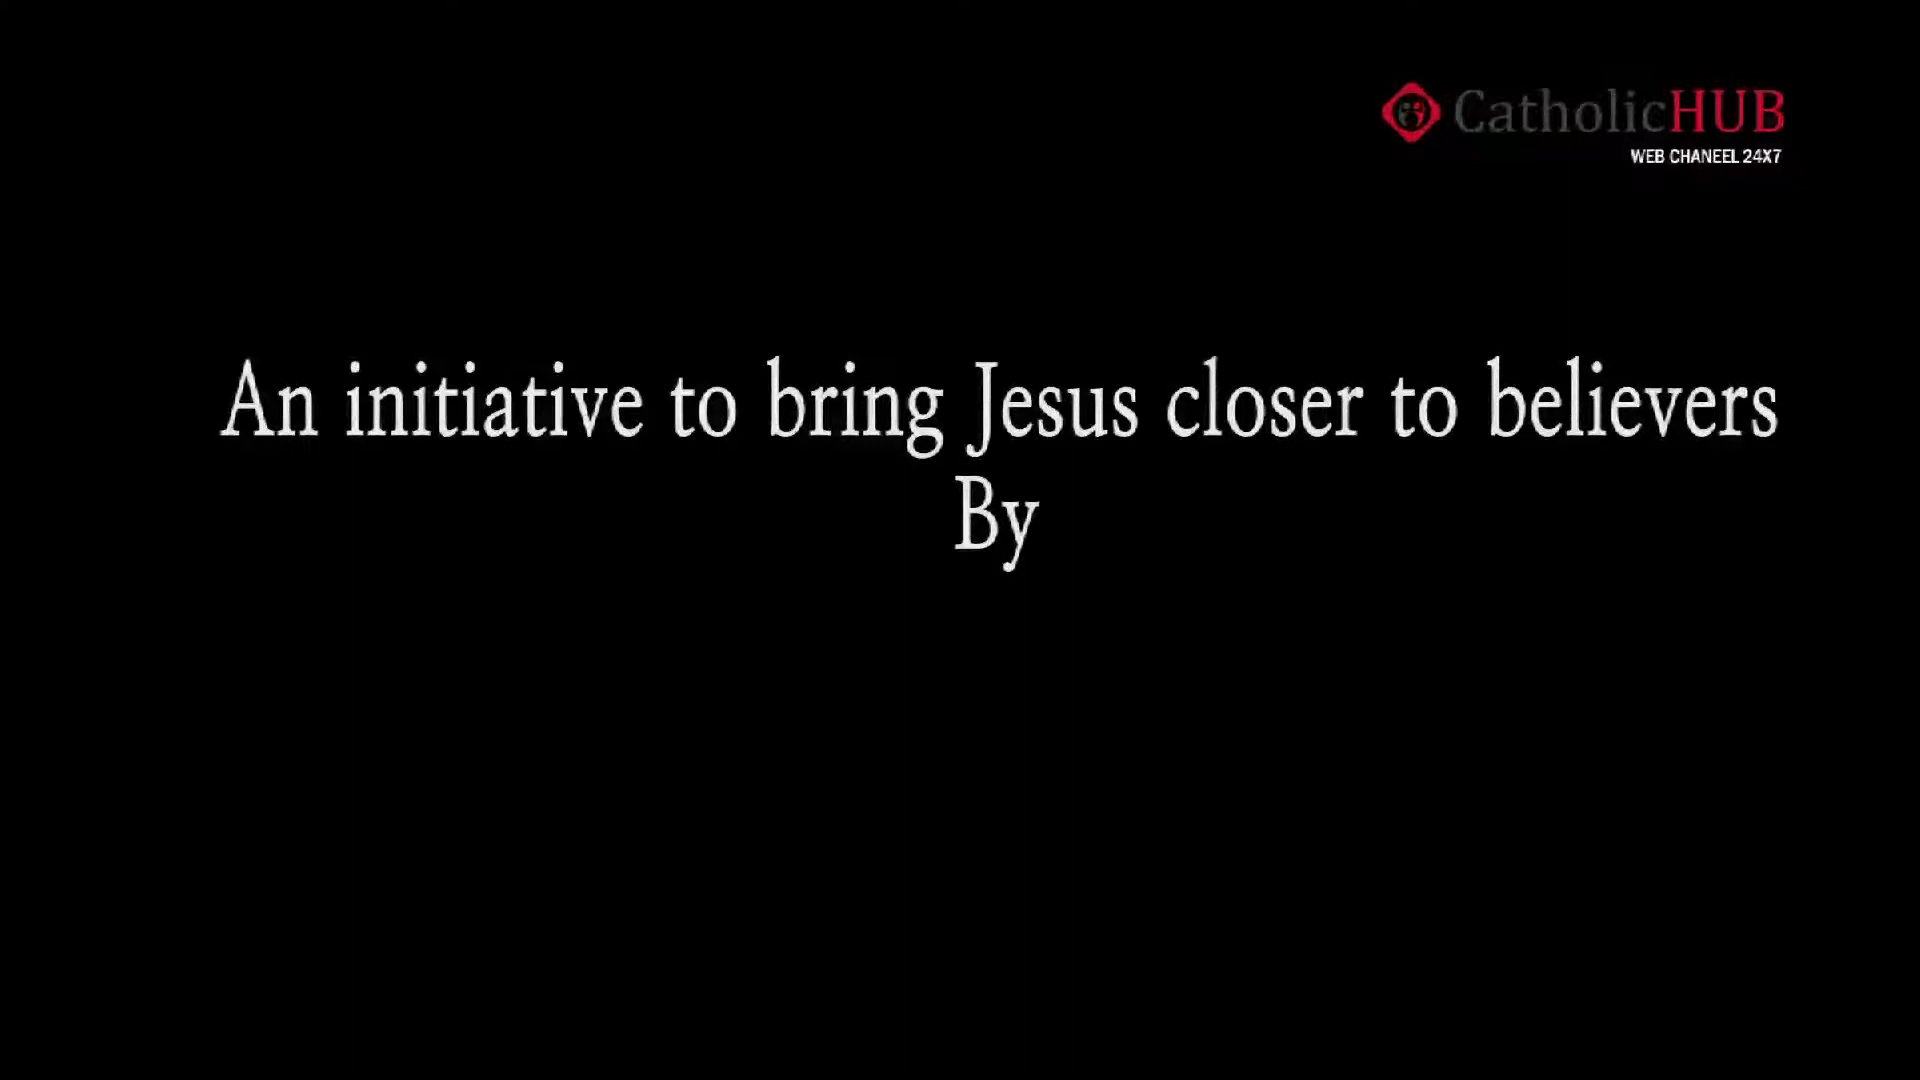 CatholicHUB
WEB CHANEEL 24X7
An initiative to bring Jesus closer to believers
By